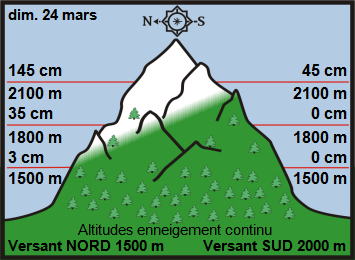 dim. 24 mars
N S
145 cm 45 cm
2100 m 2100 m
35 cm 0 cm
1800 m 1800 m
3 cm 0 cm
1500 m 1500 m
Altitudes enneigement continu
Versant NORD 1500 m Versant SUD 2000 m